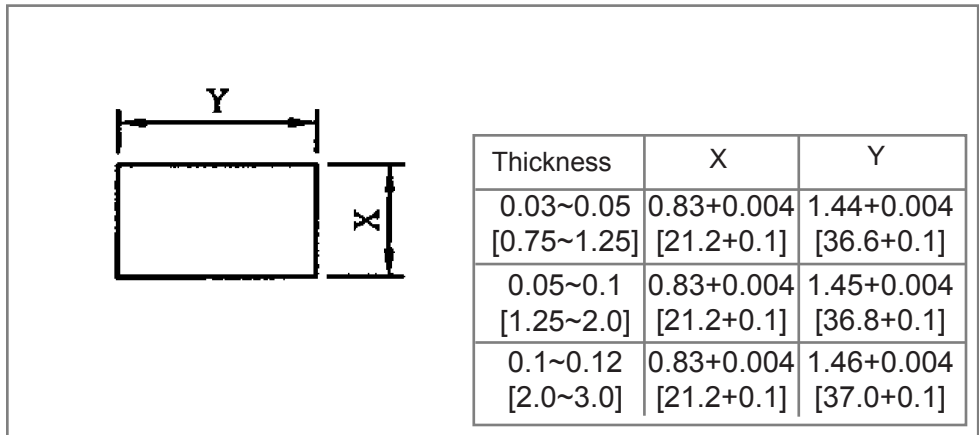 Y
X
Thickness X Y
0.03~0.05 0.83+0.004 1.44+0.004
[0.75~1.25] [21.2+0.1] [36.6+0.1]
0.05~0.1 0.83+0.004 1.45+0.004
[1.25~2.0] [21.2+0.1] [36.8+0.1]
0.1~0.12 0.83+0.004 1.46+0.004
[2.0~3.0] [21.2+0.1] [37.0+0.1]